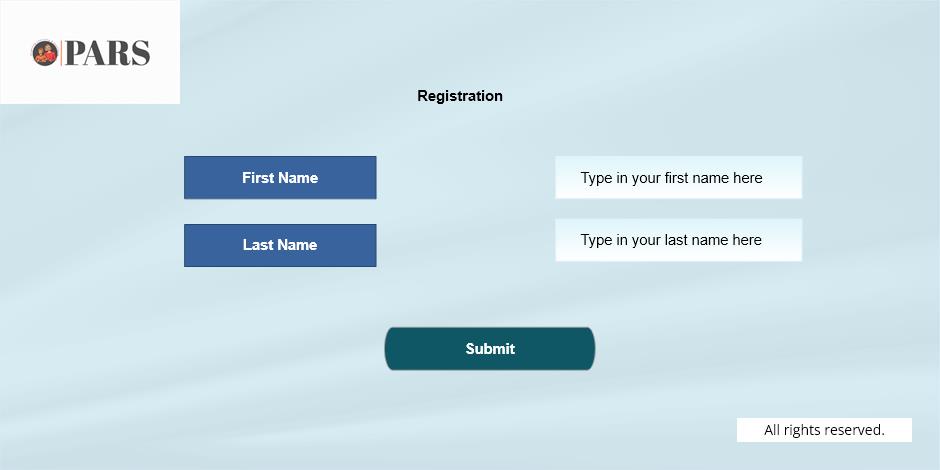 PARS
Registration
First Name
Type in your first name here
Last Name
Type in your last name here
Submit
All rights reserved.